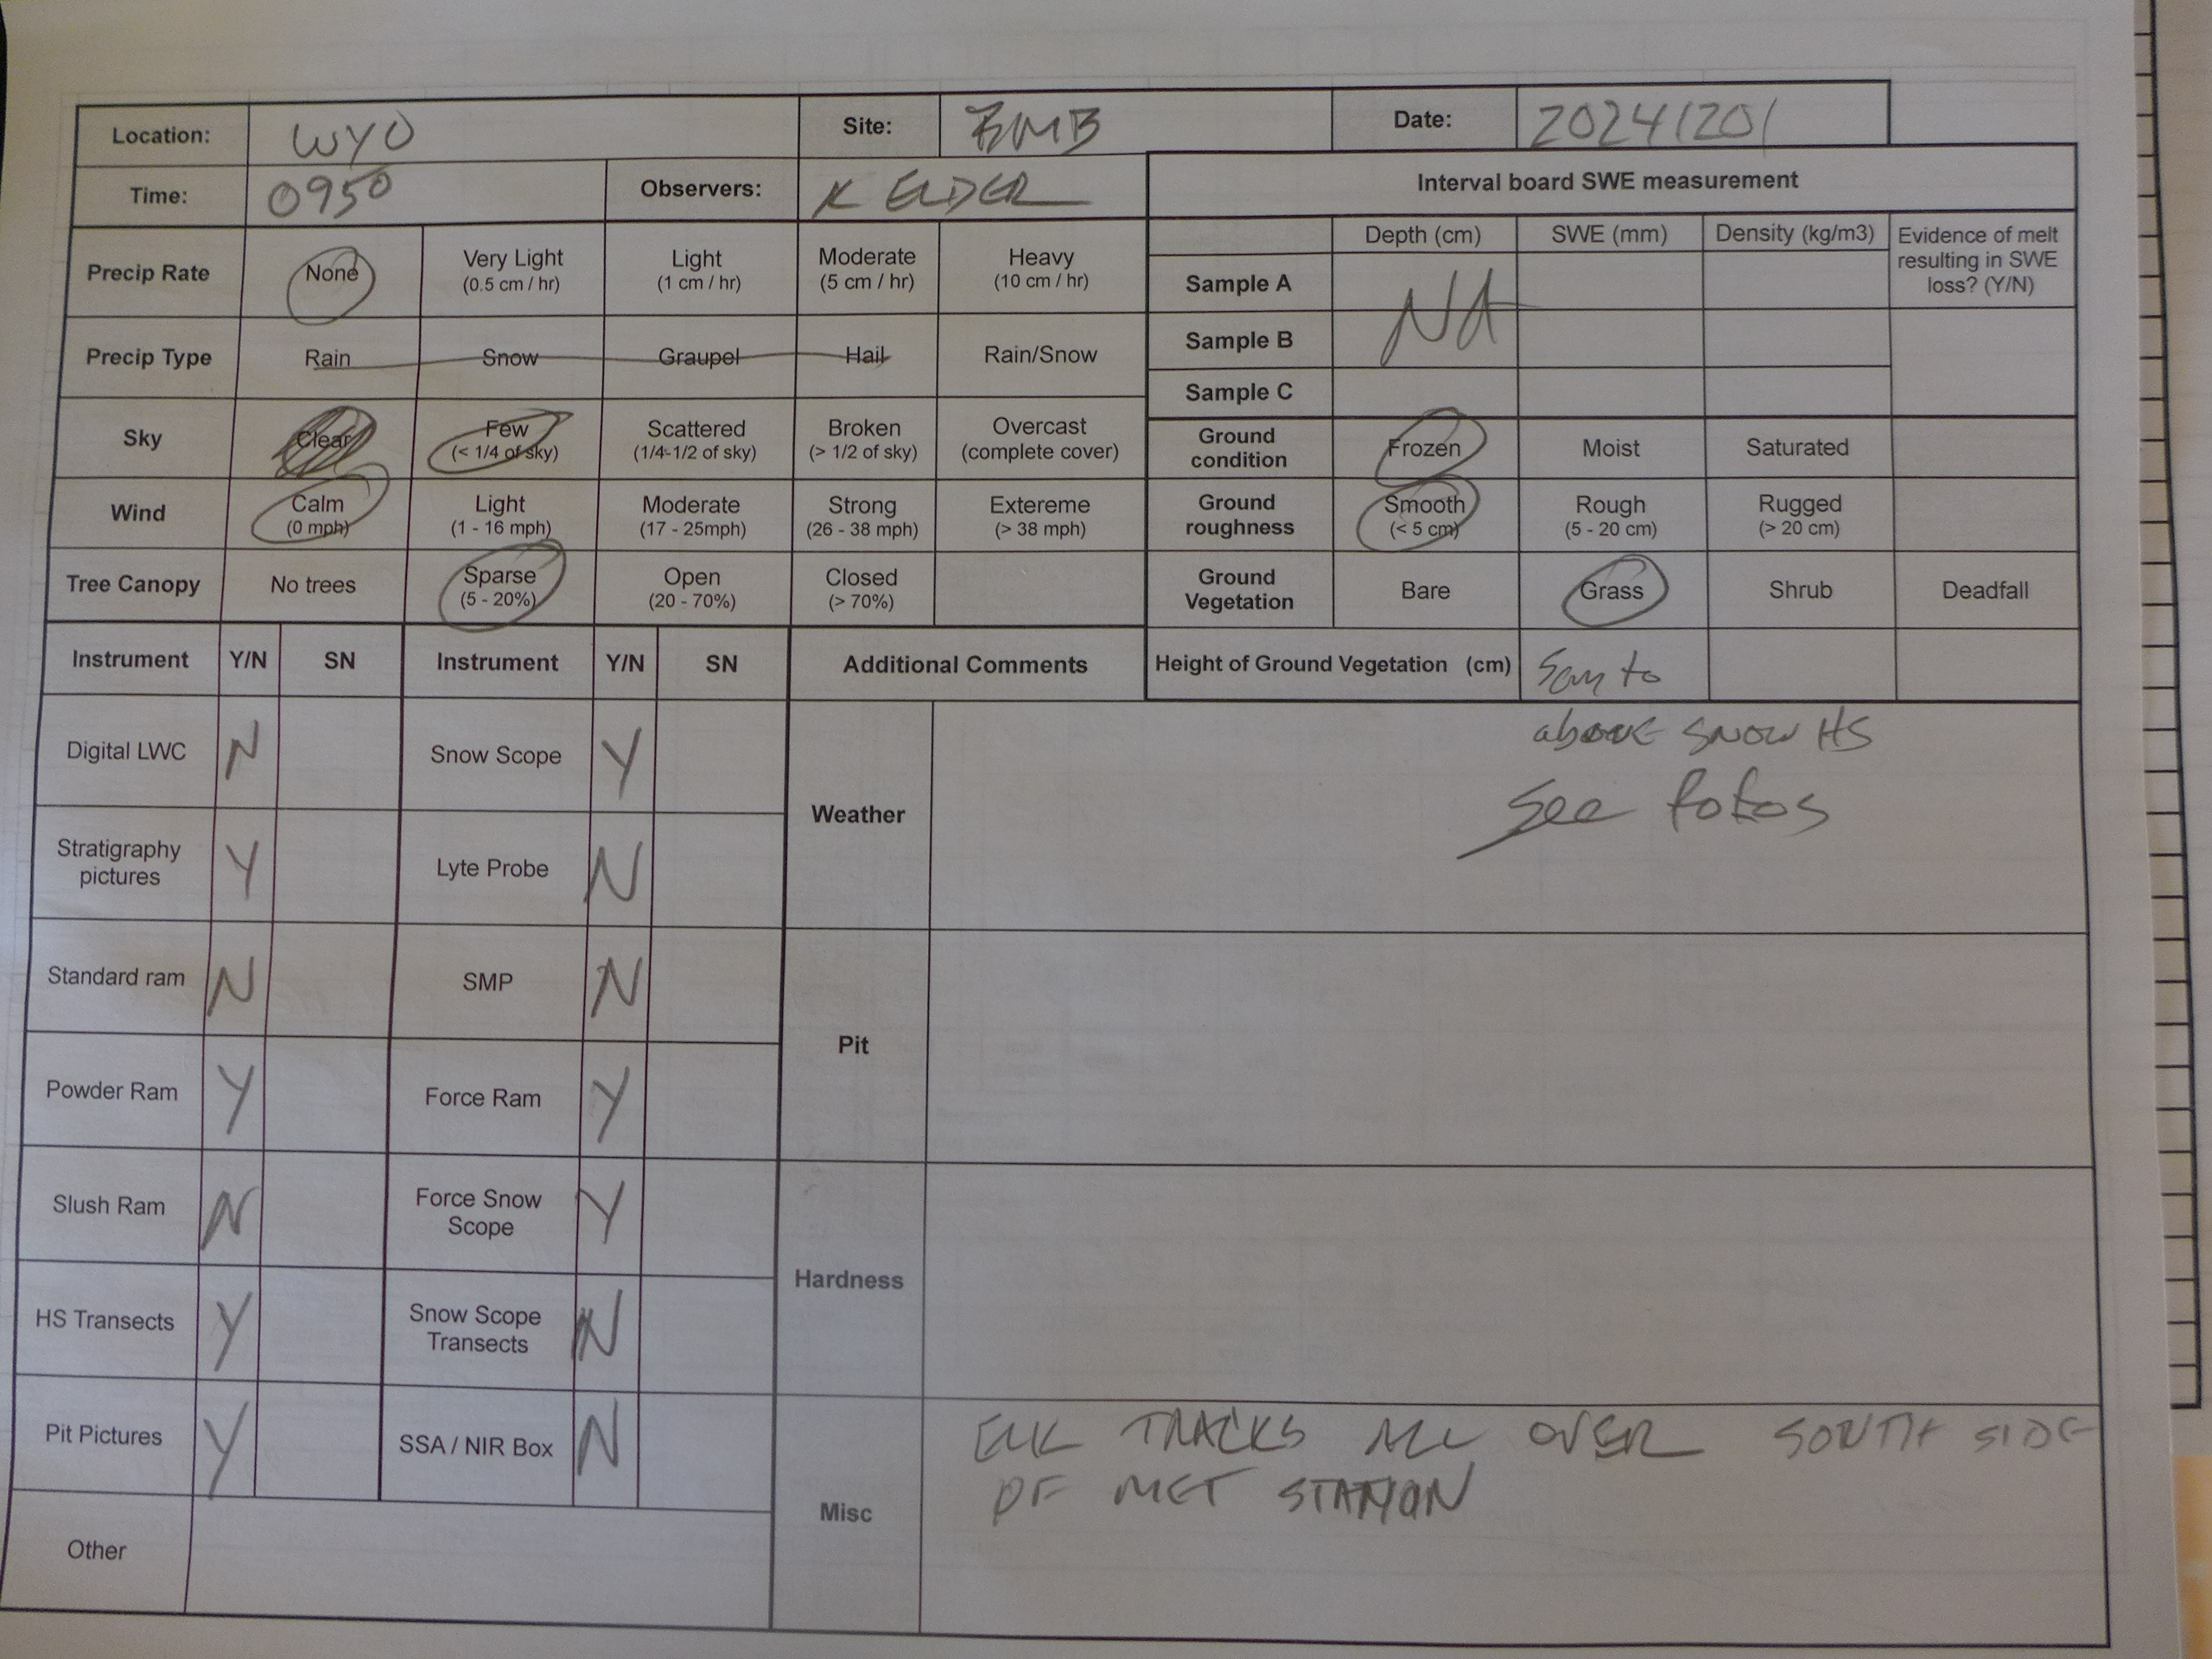 Location: WYO Site: BMB Date: 20241201
Time: 0950 Observers: K ELDER Interval board SWE measurement
Depth (cm) SWE (mm) Density (kg/m3) Evidence of melt resulting in SWE loss? (Y/N)
Precip Rate None Very Light (0.5 cm / hr) Light (1 cm / hr) Moderate (5 cm / hr) Heavy (10 cm / hr) Sample A NA
Precip Type Rain Snow Graupel Hail Rain/Snow Sample B
Sample C
Sky Clear Few (< 1/4 of sky) Scattered (1/4-1/2 of sky) Broken (> 1/2 of sky) Overcast (complete cover) Ground condition Frozen Moist Saturated
Wind Calm (0 mph) Light (1 - 16 mph) Moderate (17 - 25mph) Strong (26 - 38 mph) Extereme (> 38 mph) Ground roughness Smooth (< 5 cm) Rough (5 - 20 cm) Rugged (> 20 cm)
Tree Canopy No trees Sparse (5 - 20%) Open (20 - 70%) Closed (> 70%) Ground Vegetation Bare Grass Shrub Deadfall
Instrument Y/N SN Instrument Y/N SN Additional Comments Height of Ground Vegetation (cm) to
above SNOW HS
See fotos
Digital LWC N Snow Scope Y Weather
Stratigraphy pictures Y Lyte Probe N
Standard ram N SMP N Pit
Powder Ram Y Force Ram Y
Slush Ram N Force Snow Scope Y Hardness
HS Transects Y Snow Scope Transects N
Pit Pictures Y SSA / NIR Box N Misc
ELK TRACKS ALL OVER SOUTH SIDE
OF MET STATION
Other